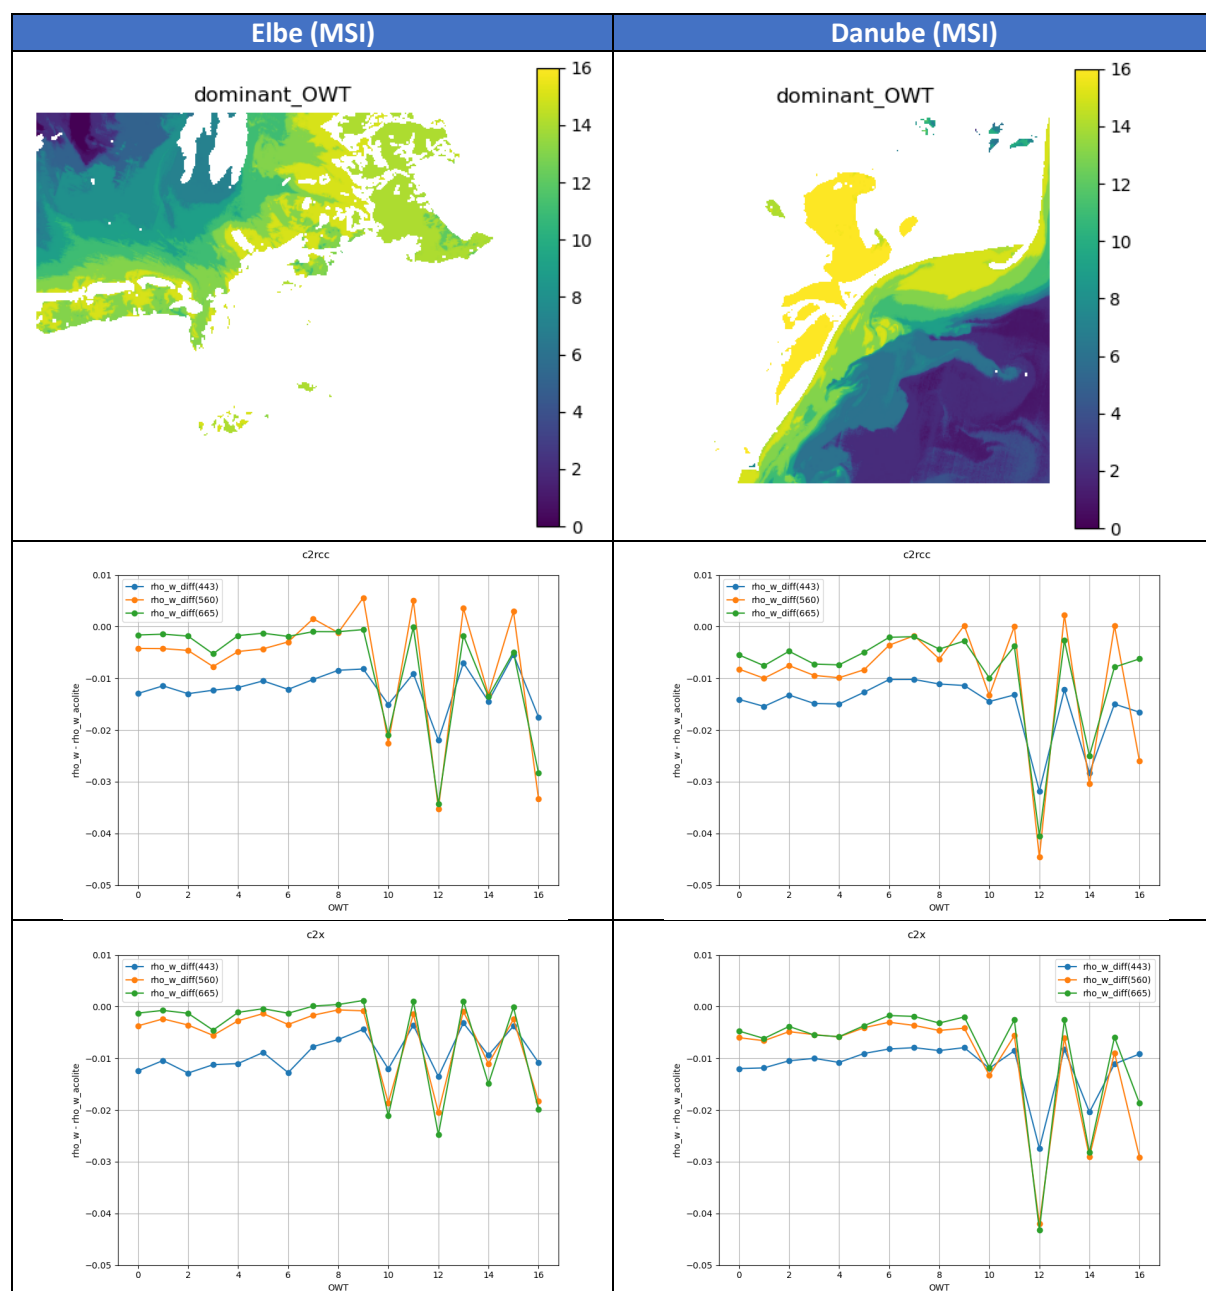 Elbe (MSI)
Danube (MSI)
dominant_OWT
16
14
12
10
8
6
4
2
0
dominant_OWT
16
14
12
10
8
6
4
2
0
c2rcc
rho_w_diff(443)
rho_w_diff(560)
rho_w_diff(665)
rho_w - rho_w_acolite
0.01
0.00
−0.01
−0.02
−0.03
−0.04
−0.05
0 2 4 6 8 10 12 14 16
OWT
c2rcc
rho_w_diff(443)
rho_w_diff(560)
rho_w_diff(665)
rho_w - rho_w_acolite
0.01
0.00
−0.01
−0.02
−0.03
−0.04
−0.05
0 2 4 6 8 10 12 14 16
OWT
c2x
rho_w_diff(443)
rho_w_diff(560)
rho_w_diff(665)
rho_w - rho_w_acolite
0.01
0.00
−0.01
−0.02
−0.03
−0.04
−0.05
0 2 4 6 8 10 12 14 16
OWT
c2x
rho_w_diff(443)
rho_w_diff(560)
rho_w_diff(665)
rho_w - rho_w_acolite
0.01
0.00
−0.01
−0.02
−0.03
−0.04
−0.05
0 2 4 6 8 10 12 14 16
OWT